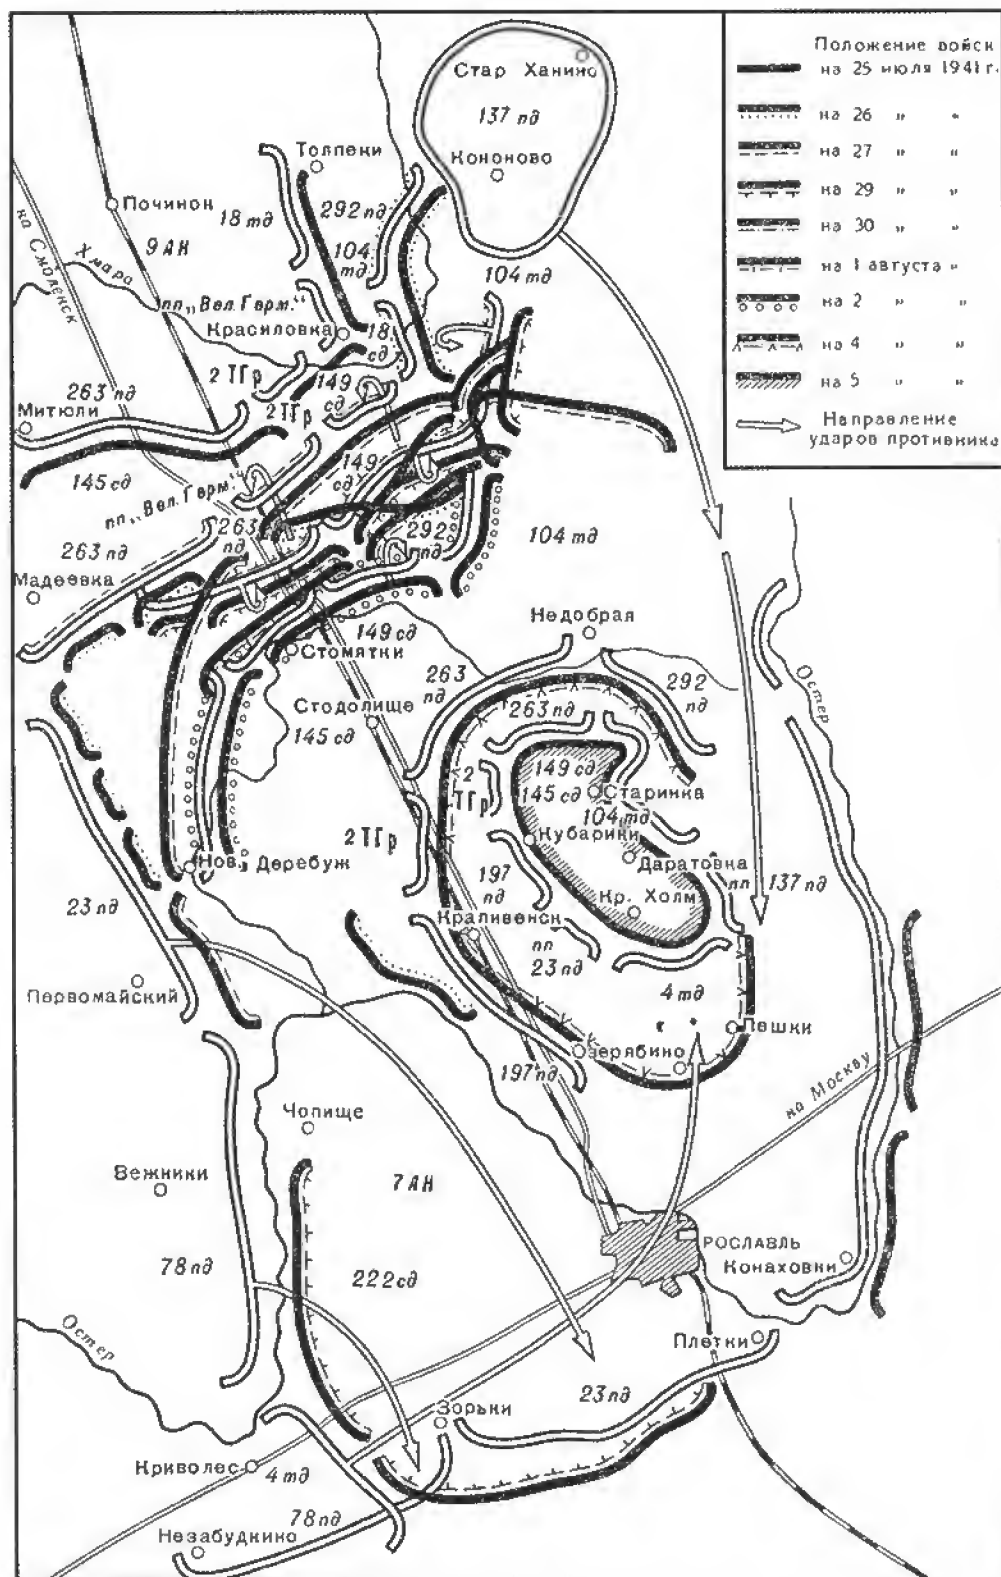 Положение войск
на 25 июля 1941 г.
на 26 „ „
на 27 „ „
на 29 „ „
на 30 „ „
на 1 августа „
на 2 „ „
на 4 „ „
на 5 „ „
Направление
ударов противника
Стар Ханино
137 пд
Кононово
Толпеки
Починок
на Смоленск
9 АК
Хмара
18 тд
292 пд
104
тд
104 тд
пп „Вел. Герм.“
Красиловка
18
сд
2 ТГр
149
сд
263 пд
Митюли
2 ТГр
145 сд
149
сд
пп „Вел. Герм.“
263 пд
263
пд
292
пд
104 тд
Мадеевка
149 сд
Стомятки
Недобрая
263
пд
292
пд
Остер
Стодолище
145 сд
263 пд
149 сд
145 сд
Старинка
2
ТГр
104 тд
2 ТГр
Кубарики
Даратовка
пп
137 пд
Нов. Деребуж
23 пд
197
пд
Кр. Холм
Краливенск
пп
23 пд
Первомайский
4 тд
Пешки
Озерябино
197 пд
на Москву
Чопище
Вежники
7 АК
78 пд
222 сд
РОСЛАВЛЬ
Конаховки
Остер
Плетки
23 пд
Зорьки
Криволес
4 тд
78 пд
Незабудкино